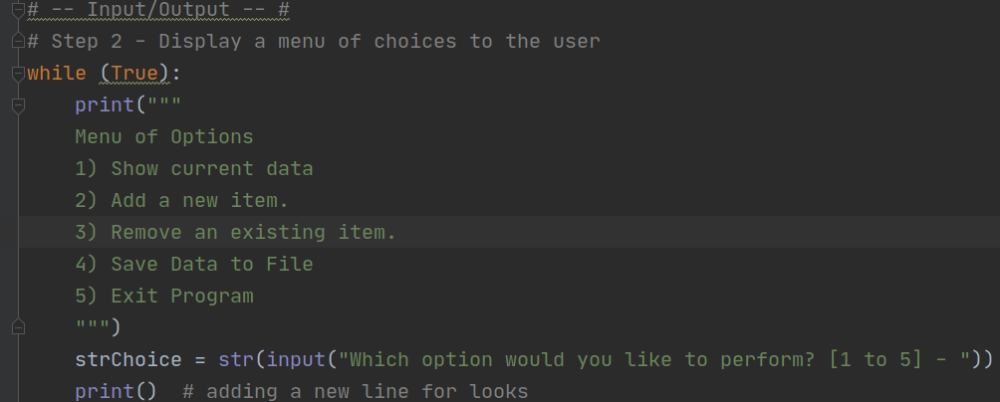 # -- Input/Output -- #
# Step 2 - Display a menu of choices to the user
while (True):
    print("""
    Menu of Options
    1) Show current data
    2) Add a new item.
    3) Remove an existing item.
    4) Save Data to File
    5) Exit Program
    """)
    strChoice = str(input("Which option would you like to perform? [1 to 5] - "))
    print()  # adding a new line for looks